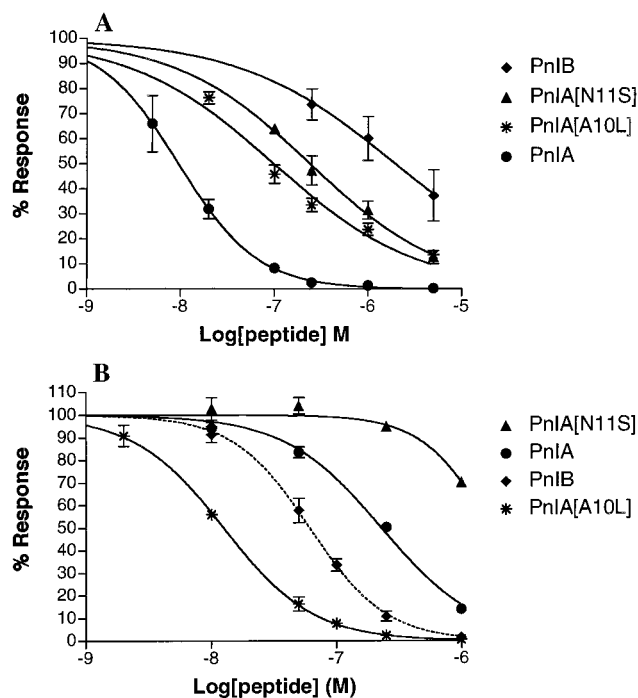 A
100
90
80
70
60
50
40
30
20
10
0
% Response
-9
-8
-7
-6
-5
Log[peptide] M
PnIB
PnIA[N11S]
PnIA[A10L]
PnIA
B
110
100
90
80
70
60
50
40
30
20
10
0
% Response
-9
-8
-7
-6
Log[peptide] (M)
PnIA[N11S]
PnIA
PnIB
PnIA[A10L]